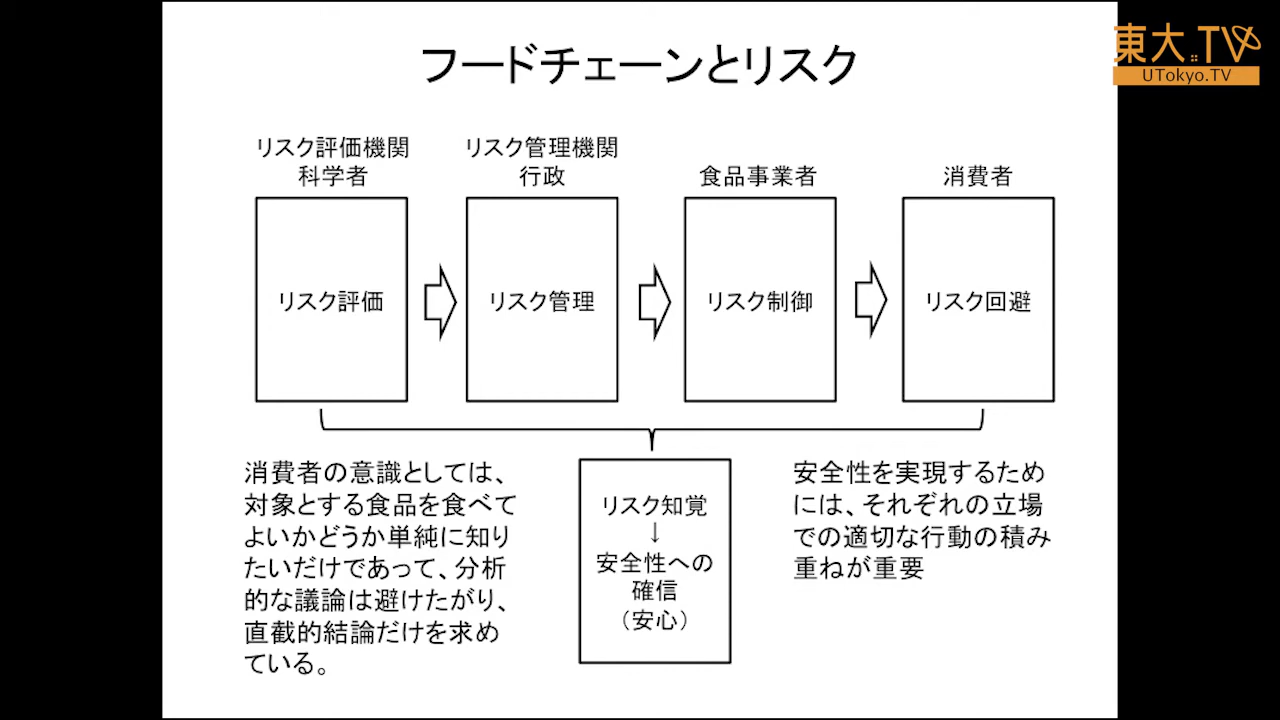 フードチェーンとリスク
東大.TV
UTokyo.TV
リスク評価機関
科学者
リスク管理機関
行政
食品事業者
消費者
リスク評価
リスク管理
リスク制御
リスク回避
消費者の意識としては、
対象とする食品を食べて
よいかどうか単純に知り
たいだけであって、分析
的な議論は避けたがり、
直截的結論だけを求め
ている。
リスク知覚
↓
安全性への
確信
（安心）
安全性を実現するため
には、それぞれの立場
での適切な行動の積み
重ねが重要